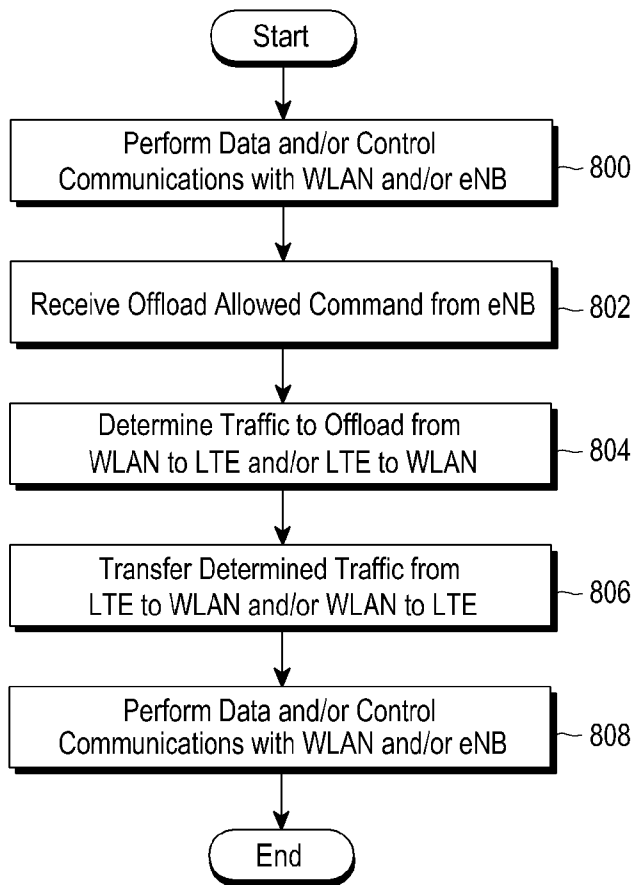 Start
Perform Data and/or Control
Communications with WLAN and/or eNB
800
Receive Offload Allowed Command from eNB
802
Determine Traffic to Offload from
WLAN to LTE and/or LTE to WLAN
804
Transfer Determined Traffic from
LTE to WLAN and/or WLAN to LTE
806
Perform Data and/or Control
Communications with WLAN and/or eNB
808
End